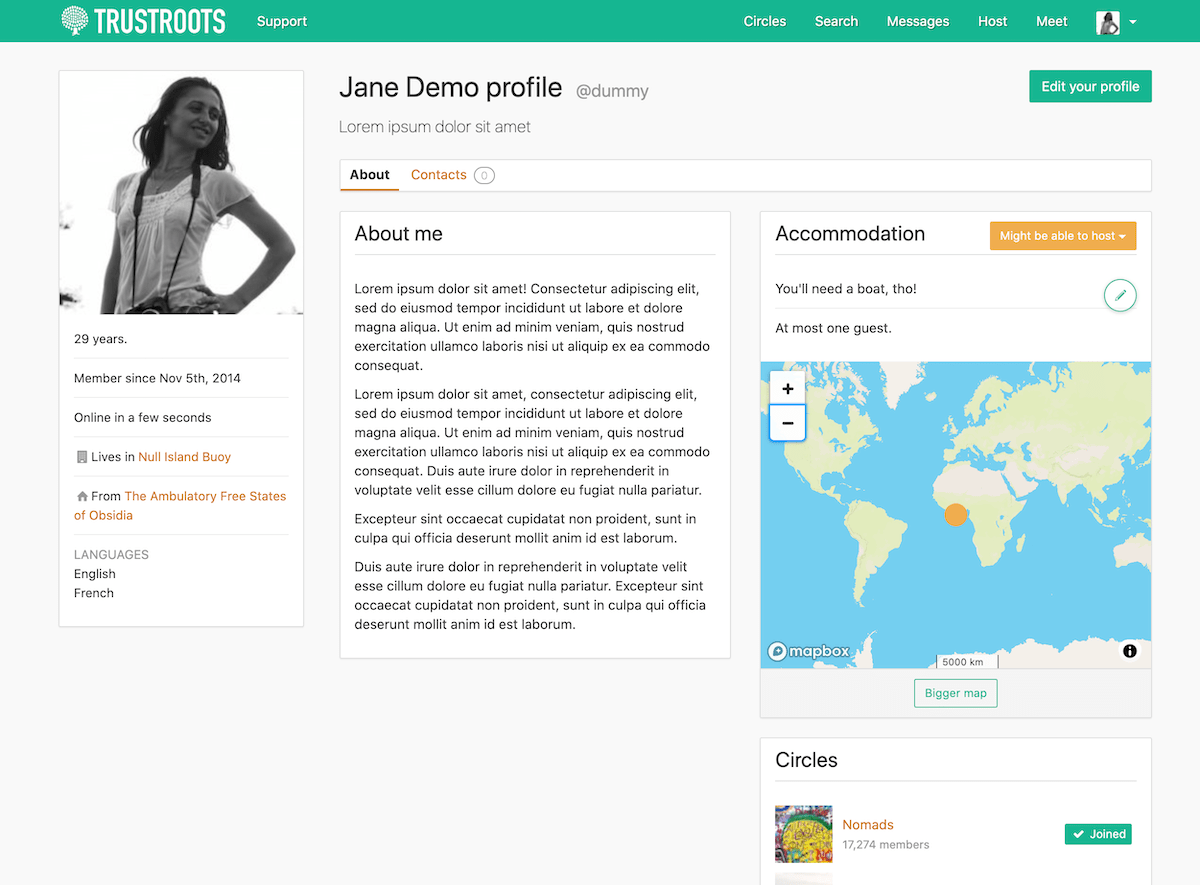 TRUSTROOTS
Support
Circles
Search
Messages
Host
Meet
Jane Demo profile @dummy
Edit your profile
Lorem ipsum dolor sit amet
About
Contacts 0
29 years.
Member since Nov 5th, 2014
Online in a few seconds
Lives in Null Island Buoy
From The Ambulatory Free States
of Obsidia
LANGUAGES
English
French
About me
Lorem ipsum dolor sit amet! Consectetur adipiscing elit,
sed do eiusmod tempor incididunt ut labore et dolore
magna aliqua. Ut enim ad minim veniam, quis nostrud
exercitation ullamco laboris nisi ut aliquip ex ea commodo
consequat.
Lorem ipsum dolor sit amet, consectetur adipiscing elit,
sed do eiusmod tempor incididunt ut labore et dolore
magna aliqua. Ut enim ad minim veniam, quis nostrud
exercitation ullamco laboris nisi ut aliquip ex ea commodo
consequat. Duis aute irure dolor in reprehenderit in
voluptate velit esse cillum dolore eu fugiat nulla pariatur.
Excepteur sint occaecat cupidatat non proident, sunt in
culpa qui officia deserunt mollit anim id est laborum.
Duis aute irure dolor in reprehenderit in voluptate velit
esse cillum dolore eu fugiat nulla pariatur. Excepteur sint
occaecat cupidatat non proident, sunt in culpa qui officia
deserunt mollit anim id est laborum.
Accommodation
Might be able to host
You'll need a boat, tho!
At most one guest.
+
−
mapbox
5000 km
Bigger map
Circles
Nomads
17,274 members
Joined